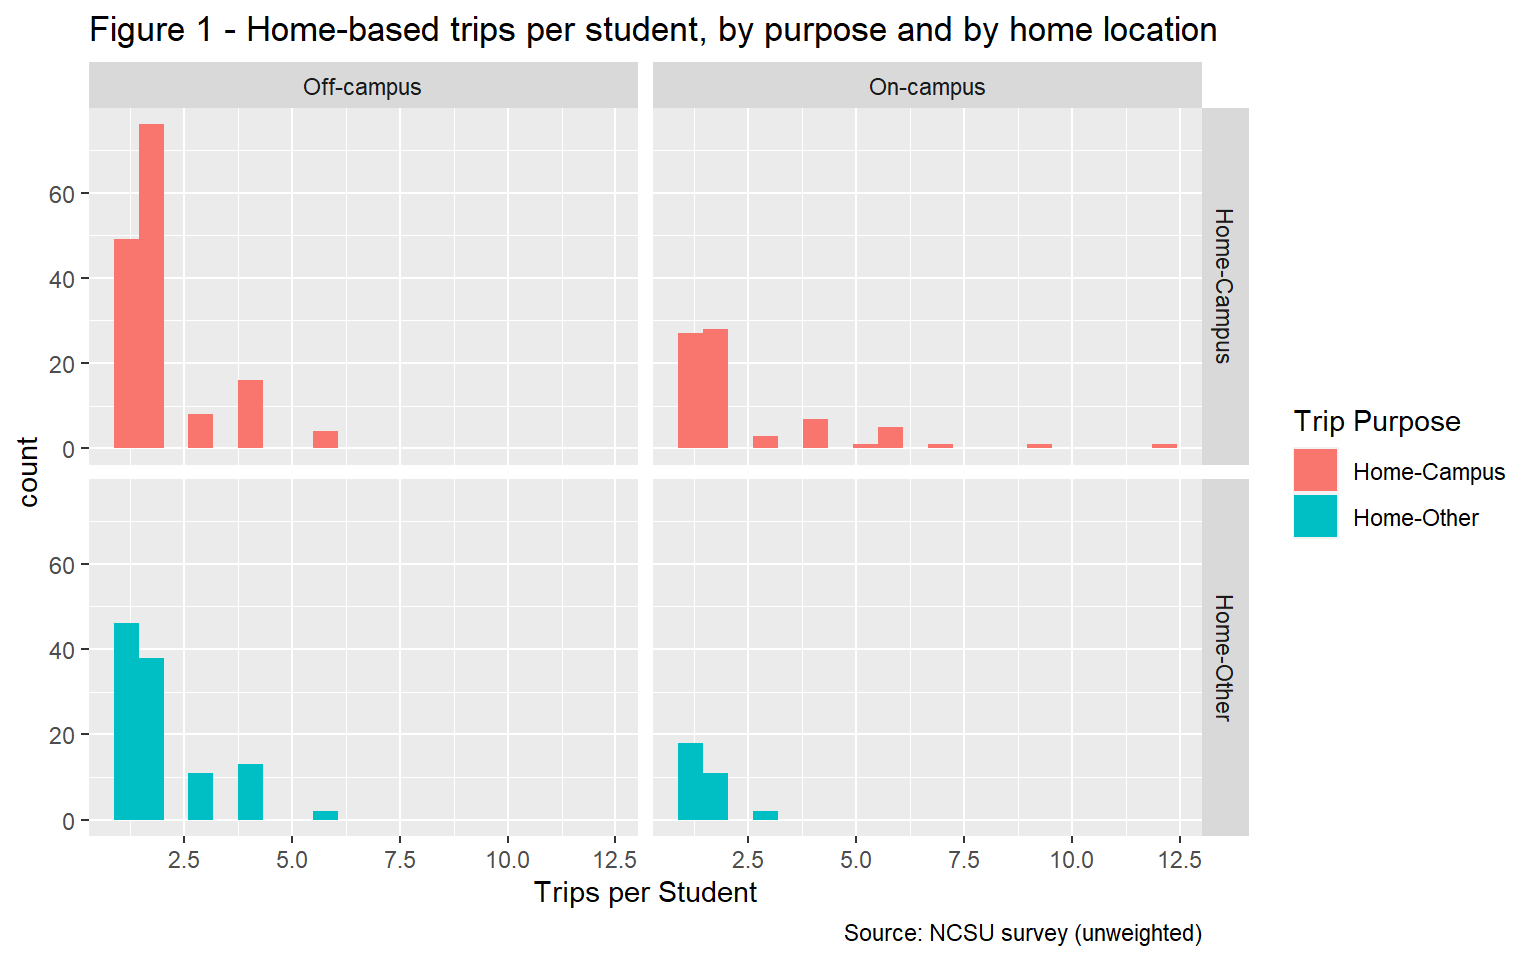 Figure 1 - Home-based trips per student, by purpose and by home location
Off-campus
On-campus
60
40
20
0
Home-Campus
60
40
20
0
Home-Other
count
2.5 5.0 7.5 10.0 12.5
2.5 5.0 7.5 10.0 12.5
Trips per Student
Trip Purpose
Home-Campus
Home-Other
Source: NCSU survey (unweighted)